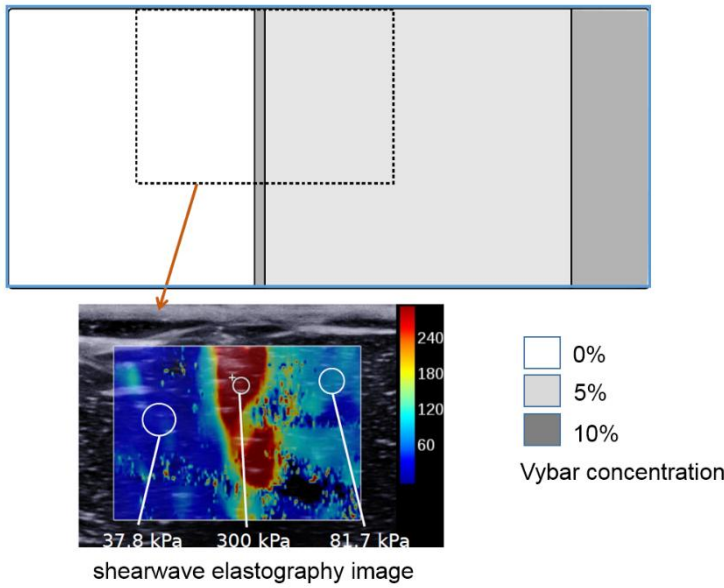 240
180
120
60
37.8 kPa 300 kPa 81.7 kPa
shearwave elastography image
0%
5%
10%
Vybar concentration